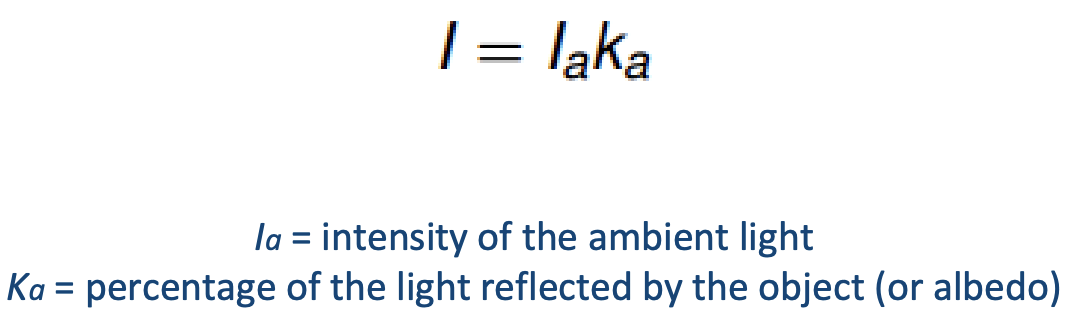 I = Iaka
Ia = intensity of the ambient light
Ka = percentage of the light reflected by the object (or albedo)